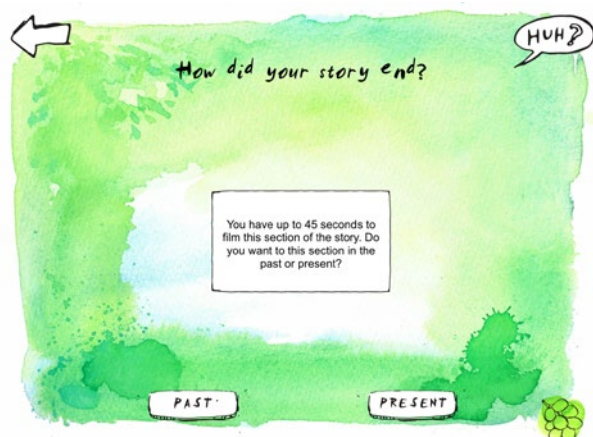 HUH?
How did your story end?
You have up to 45 seconds to
film this section of the story. Do
you want to this section in the
past or present?
PAST
PRESENT